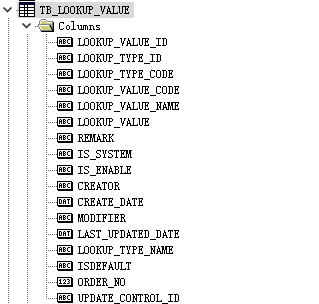 TB_LOOKUP_VALUE
Columns
ABC LOOKUP_VALUE_ID
ABC LOOKUP_TYPE_ID
ABC LOOKUP_TYPE_CODE
ABC LOOKUP_VALUE_CODE
ABC LOOKUP_VALUE_NAME
ABC LOOKUP_VALUE
ABC REMARK
ABC IS_SYSTEM
ABC IS_ENABLE
ABC CREATOR
DAT CREATE_DATE
ABC MODIFIER
DAT LAST_UPDATED_DATE
ABC LOOKUP_TYPE_NAME
ABC ISDEFAULT
123 ORDER_NO
ABC UPDATE_CONTROL_ID